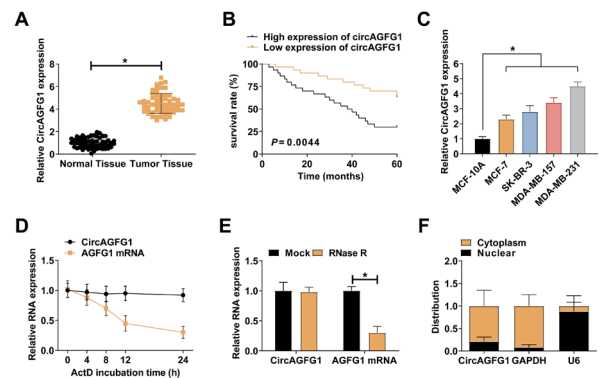 A
Relative CircAGFG1 expression
8
6
4
2
0
*
Normal Tissue Tumor Tissue
B
High expression of circAGFG1
Low expression of circAGFG1
survival rate (%)
100
75
50
25
0
P = 0.0044
0 20 40 60
Time (months)
C
Relative CircAGFG1 expression
6
5
4
3
2
1
0
*
MCF-10A
MCF-7
SK-BR-3
MDA-MB-157
MDA-MB-231
D
CircAGFG1
AGFG1 mRNA
Relative RNA expression
2.0
1.5
1.0
0.5
0.0
0 4 8 12 24
ActD incubation time (h)
E
Mock RNase R
Relative RNA expression
2.0
1.5
1.0
0.5
0.0
*
CircAGFG1 AGFG1 mRNA
F
Cytoplasm
Nuclear
Distribution
2.0
1.5
1.0
0.5
0.0
CircAGFG1 GAPDH U6